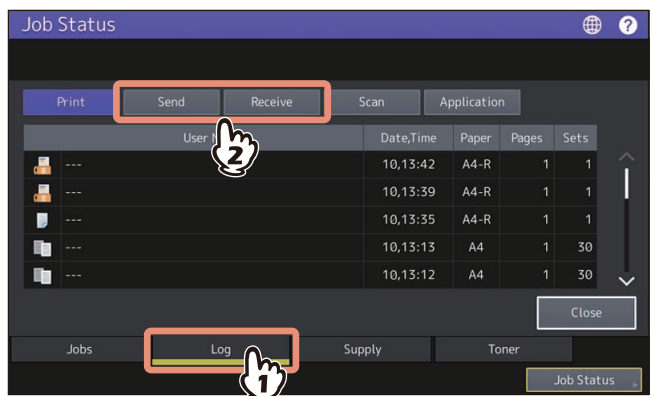 Job Status ?
Print Send Receive Scan Application
User N Date,Time Paper Pages Sets
--- 10,13:42 A4-R 1 1
--- 10,13:39 A4-R 1 1
--- 10,13:35 A4-R 1 1
--- 10,13:13 A4 1 30
--- 10,13:12 A4 1 30
2
Close
Jobs Log Supply Toner
1
Job Status